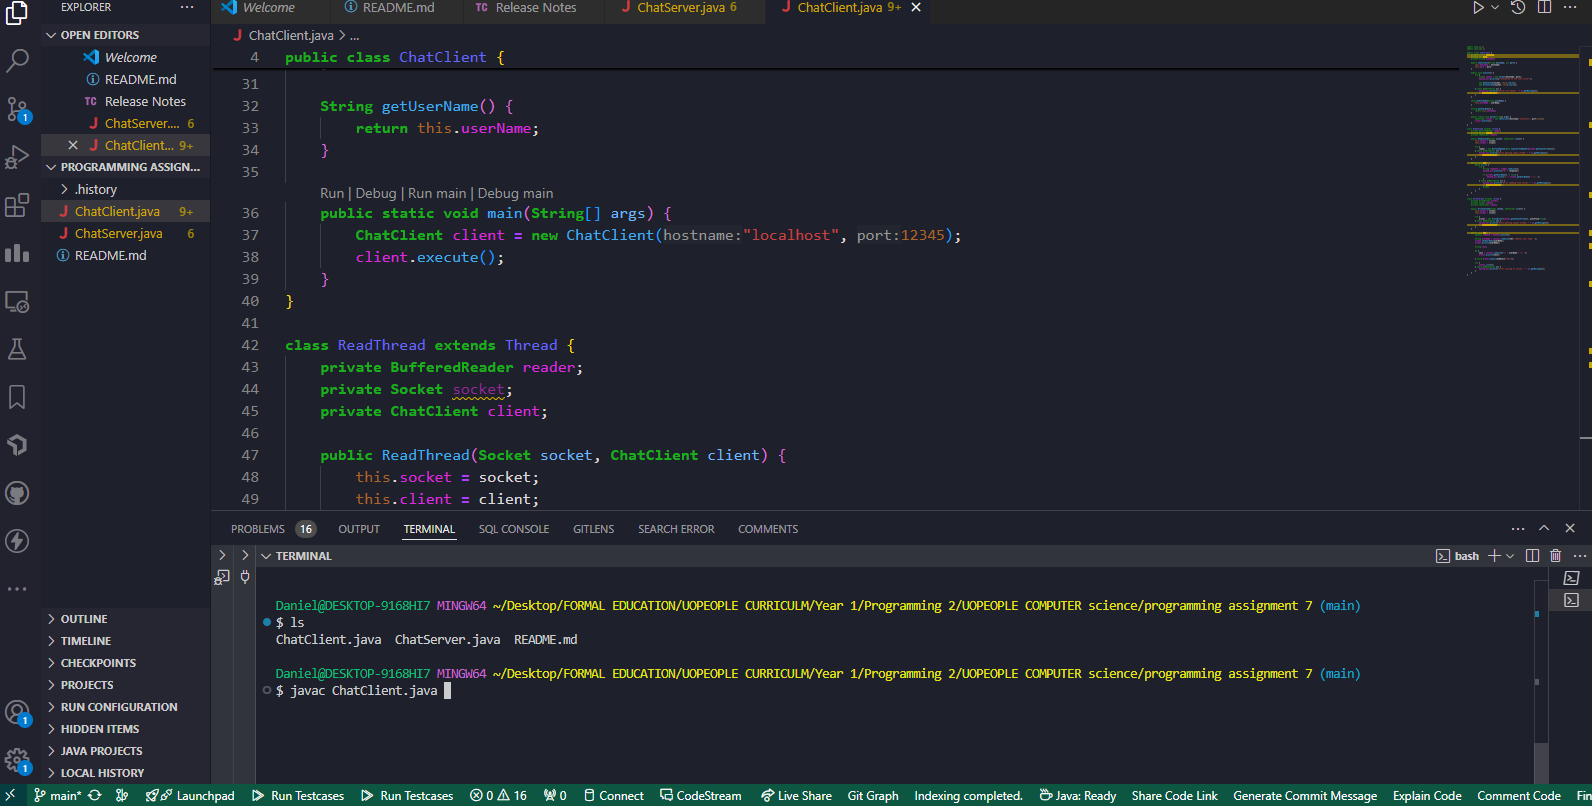 EXPLORER ...
Welcome README.md TC Release Notes ChatServer.java 6 ChatClient.java 9+
OPEN EDITORS
Welcome
README.md
TC Release Notes
ChatServer.... 6
ChatClient... 9+
PROGRAMMING ASSIGN...
.history
ChatClient.java 9+
ChatServer.java 6
README.md
ChatClient.java > ...
4 public class ChatClient {
31
32 String getUserName() {
33 return this.userName;
34 }
35
Run | Debug | Run main | Debug main
36 public static void main(String[] args) {
37 ChatClient client = new ChatClient(hostname:"localhost", port:12345);
38 client.execute();
39 }
40 }
41
42 class ReadThread extends Thread {
43 private BufferedReader reader;
44 private Socket socket;
45 private ChatClient client;
46
47 public ReadThread(Socket socket, ChatClient client) {
48 this.socket = socket;
49 this.client = client;
PROBLEMS 16 OUTPUT TERMINAL SQL CONSOLE GITLENS SEARCH ERROR COMMENTS
TERMINAL
bash
Daniel@DESKTOP-9168HI7 MINGW64 ~/Desktop/FORMAL EDUCATION/UOPEOPLE CURRICULM/Year 1/Programming 2/UOPEOPLE COMPUTER science/programming assignment 7 (main)
$ ls
ChatClient.java ChatServer.java README.md
Daniel@DESKTOP-9168HI7 MINGW64 ~/Desktop/FORMAL EDUCATION/UOPEOPLE CURRICULM/Year 1/Programming 2/UOPEOPLE COMPUTER science/programming assignment 7 (main)
$ javac ChatClient.java
OUTLINE
TIMELINE
CHECKPOINTS
PROJECTS
RUN CONFIGURATION
HIDDEN ITEMS
JAVA PROJECTS
LOCAL HISTORY
1
1
1
main* Launchpad Run Testcases Run Testcases 0 16 0 Connect CodeStream Live Share Git Graph Indexing completed. Java: Ready Share Code Link Generate Commit Message Explain Code Comment Code Fin